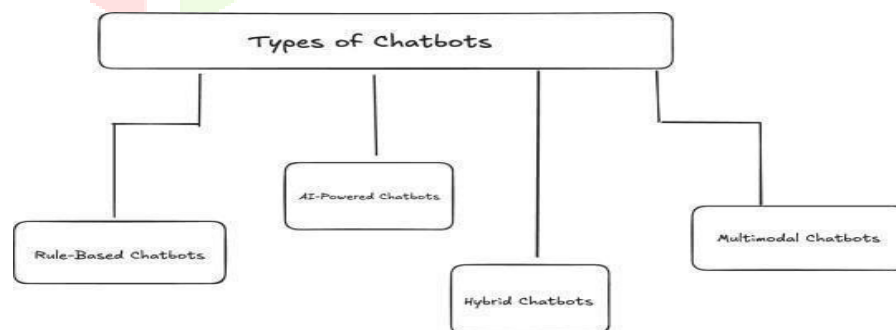 Types of Chatbots
AI-Powered Chatbots
Rule-Based Chatbots
Multimodal Chatbots
Hybrid Chatbots